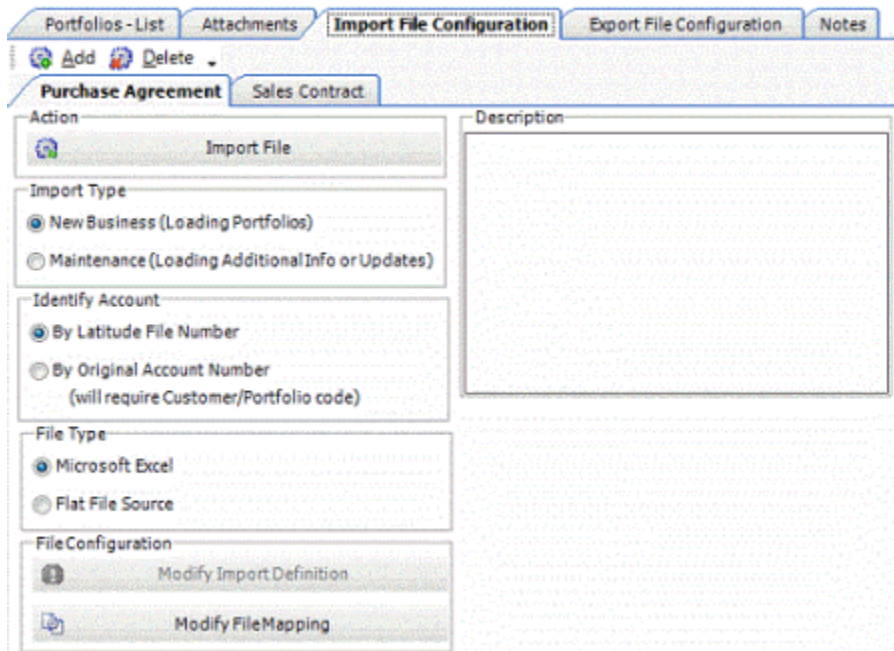 Portfolios - List Attachments Import File Configuration Export File Configuration Notes
Add Delete
Purchase Agreement Sales Contract
Action
Import File
Import Type
New Business (Loading Portfolios)
Maintenance (Loading Additional Info or Updates)
Identify Account
By Latitude File Number
By Original Account Number
(will require Customer/Portfolio code)
File Type
Microsoft Excel
Flat File Source
File Configuration
Modify Import Definition
Modify File Mapping
Description